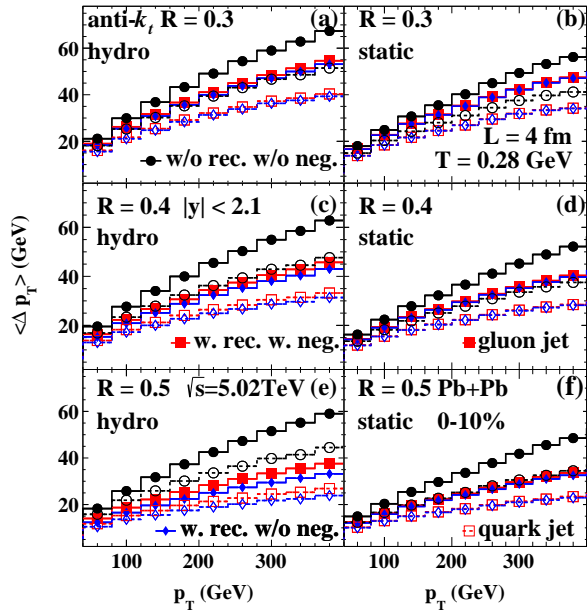 anti-k_t R = 0.3 (a)
hydro
w/o rec. w/o neg.
R = 0.3 (b)
static
L = 4 fm
T = 0.28 GeV
R = 0.4 |y| < 2.1 (c)
hydro
w. rec. w. neg.
R = 0.4 (d)
static
gluon jet
R = 0.5 √s=5.02TeV (e)
hydro
w. rec. w/o neg.
R = 0.5 Pb+Pb (f)
static 0-10%
quark jet
<Δ p_T> (GeV)
60
40
20
60
40
20
60
40
20
100 200 300
100 200 300
p_T (GeV)
p_T (GeV)